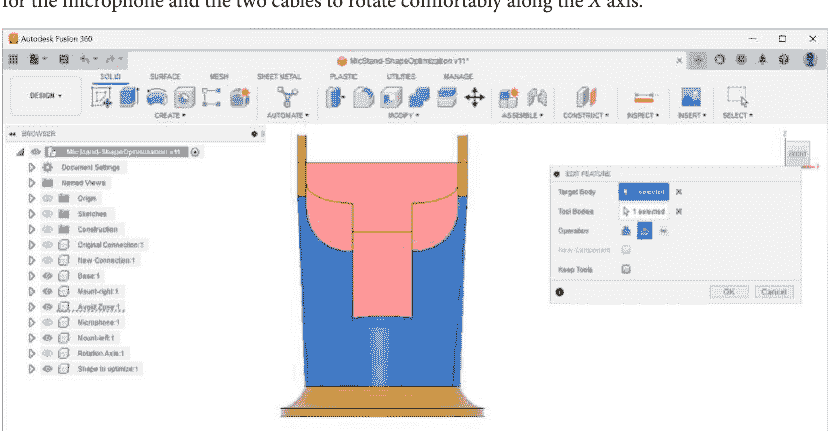 for the microphone and the two cables to rotate comfortably along the X axis.
Autodesk Fusion 360
MicStand-ShapeOptimization v11*
SOLID SURFACE MESH SHEET METAL PLASTIC UTILITIES MANAGE
DESIGN
CREATE AUTOMATE MODIFY ASSEMBLE CONSTRUCT INSPECT INSERT SELECT
BROWSER
MicStand-ShapeOptimization v11
Document Settings
Named Views
Origin
Sketches
Construction
Original Connection:1
New Connection:1
Base:1
Mount-right:1
Avoid Zone:1
Microphone:1
Mount-left:1
Rotation Axis:1
Shape to optimize:1
Z
FRONT
X
EDIT FEATURE
Target Body 1 selected
Tool Bodies 1 selected
Operation
New Component
Keep Tools
OK Cancel